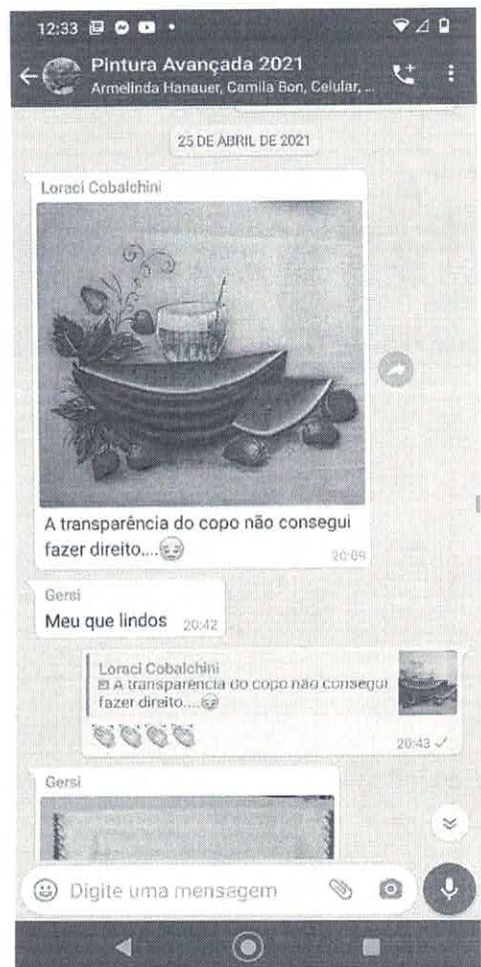 12:33
Pintura Avançada 2021
Armelinda Hanauer, Camila Bon, Celular, ...
25 DE ABRIL DE 2021
Loraci Cobalchini
A transparência do copo não consegui
fazer direito....😔
20:09
Gersi
Meu que lindos 20:42
Loraci Cobalchini
A transparência do copo não consegui
fazer direito....😔
👏👏👏👏
20:43
Gersi
Digite uma mensagem